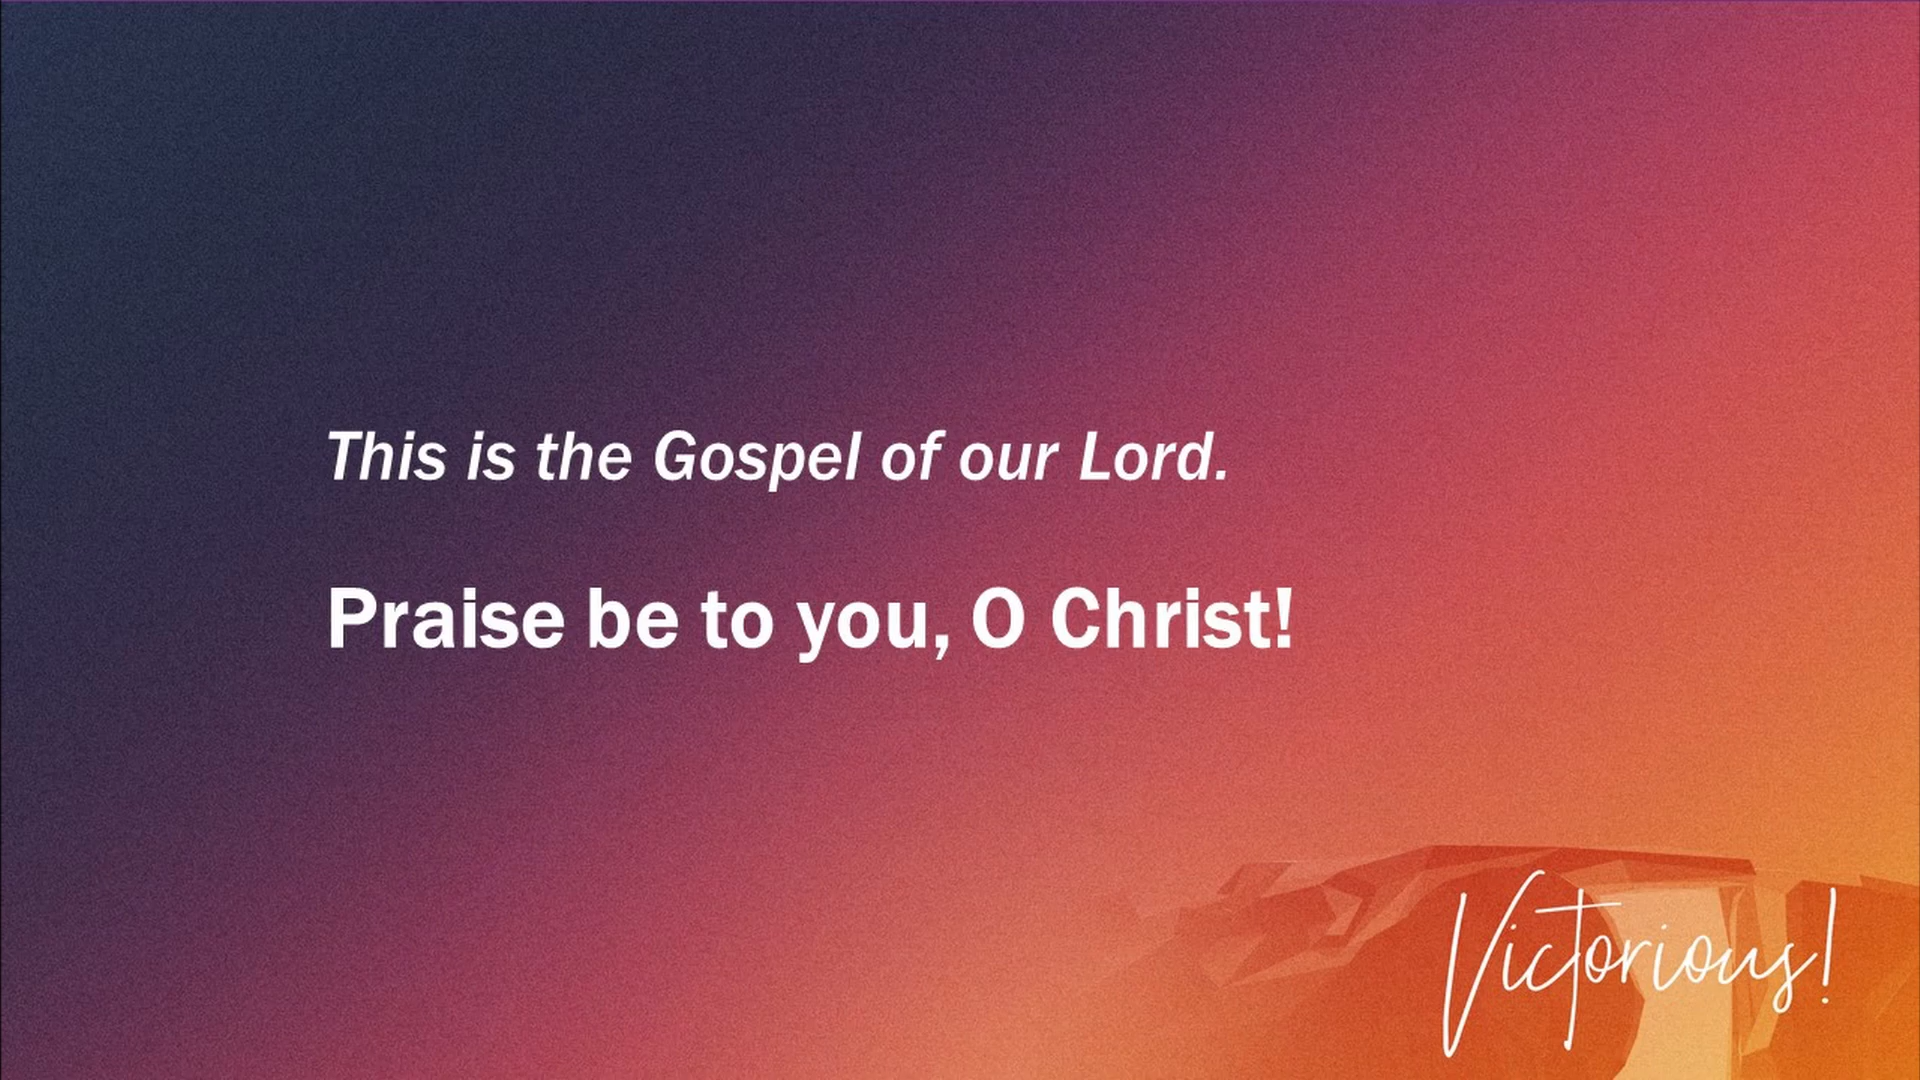 This is the Gospel of our Lord.
Praise be to you, O Christ!
Victorious!